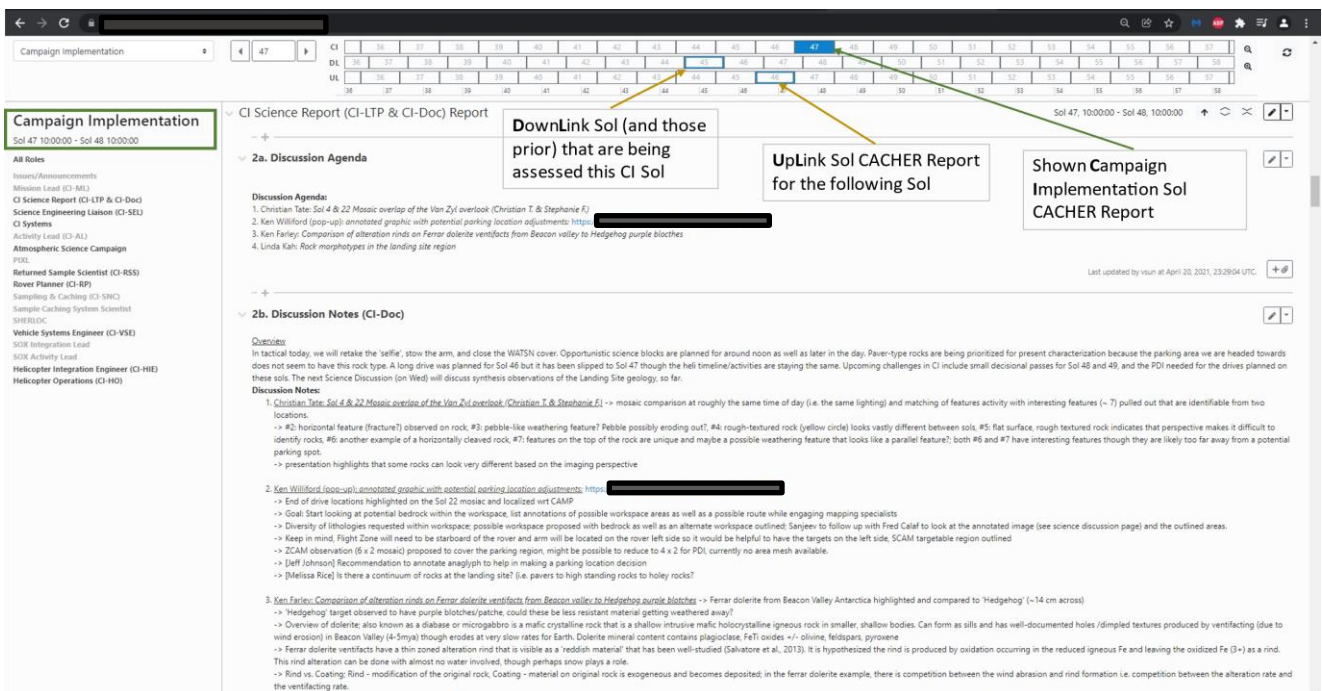 Campaign Implementation
47
CI 36 37 38 39 40 41 42 43 44 45 46 47 48 49 50 51 52 53 54 55 56 57
DL 36 37 38 39 40 41 42 43 44 45 46 47 48 49 50 51 52 53 54 55 56 57 58
UL 36 37 38 39 40 41 42 43 44 45 46 47 48 49 50 51 52 53 54 55 56 57
Campaign Implementation
Sol 47 10:00:00 - Sol 48 10:00:00
All Roles
Issues/Announcements
Mission Lead (CI-ML)
CI Science Report (CI-LTP & CI-Doc)
Science Engineering Liaison (CI-SEL)
CI Systems
Activity Lead (CI-AL)
Atmospheric Science Campaign
PIXL
Returned Sample Scientist (CI-RSS)
Rover Planner (CI-RP)
Sampling & Caching (CI-SNC)
Sample Caching System Scientist
SHERLOC
Vehicle Systems Engineer (CI-VSE)
SOX Integration Lead
SOX Activity Lead
Helicopter Integration Engineer (CI-HIE)
Helicopter Operations (CI-HO)
CI Science Report (CI-LTP & CI-Doc) Report
Sol 47, 10:00:00 - Sol 48, 10:00:00
DownLink Sol (and those
prior) that are being
assessed this CI Sol
UpLink Sol CACHER Report
for the following Sol
Shown Campaign
Implementation Sol
CACHER Report
2a. Discussion Agenda
Discussion Agenda:
1. Christian Tate: Sol 4 & 22 Mosaic overlap of the Van Zyl overlook (Christian T. & Stephanie F.)
2. Ken Williford (pop-up): annotated graphic with potential parking location adjustments: https:
3. Ken Farley: Comparison of alteration rinds on Ferrar dolerite ventifacts from Beacon valley to Hedgehog purple blocthes
4. Linda Kah: Rock morphotypes in the landing site region
Last updated by vsun at April 20, 2021, 23:29:04 UTC.
2b. Discussion Notes (CI-Doc)
Overview
In tactical today, we will retake the 'selfie', stow the arm, and close the WATSN cover. Opportunistic science blocks are planned for around noon as well as later in the day. Paver-type rocks are being prioritized for present characterization because the parking area we are headed towards
does not seem to have this rock type. A long drive was planned for Sol 46 but it has been slipped to Sol 47 though the heli timeline/activities are staying the same. Upcoming challenges in CI include small decisional passes for Sol 48 and 49, and the PDI needed for the drives planned on
these sols. The next Science Discussion (on Wed) will discuss synthesis observations of the Landing Site geology, so far.
Discussion Notes:
1. Christian Tate: Sol 4 & 22 Mosaic overlap of the Van Zyl overlook (Christian T. & Stephanie F.) -> mosaic comparison at roughly the same time of day (i.e. the same lighting) and matching of features activity with interesting features (~ 7) pulled out that are identifiable from two
locations.
-> #2: horizontal feature (fracture?) observed on rock, #3: pebble-like weathering feature? Pebble possibly eroding out?, #4: rough-textured rock (yellow circle) looks vastly different between sols, #5: flat surface, rough textured rock indicates that perspective makes it difficult to
identify rocks, #6: another example of a horizontally cleaved rock, #7: features on the top of the rock are unique and maybe a possible weathering feature that looks like a parallel feature?; both #6 and #7 have interesting features though they are likely too far away from a potential
parking spot.
-> presentation highlights that some rocks can look very different based on the imaging perspective
2. Ken Williford (pop-up): annotated graphic with potential parking location adjustments: https:
-> End of drive locations highlighted on the Sol 22 mosiac and localized wrt CAMP
-> Goal: Start looking at potential bedrock within the workspace, list annotations of possible workspace areas as well as a possible route while engaging mapping specialists
-> Diversity of lithologies requested within workspace; possible workspace proposed with bedrock as well as an alternate workspace outlined; Sanjeev to follow up with Fred Calaf to look at the annotated image (see science discussion page) and the outlined areas.
-> Keep in mind, Flight Zone will need to be starboard of the rover and arm will be located on the rover left side so it would be helpful to have the targets on the left side, SCAM targetable region outlined
-> ZCAM observation (6 x 2 mosaic) proposed to cover the parking region, might be possible to reduce to 4 x 2 for PDI, currently no area mesh available.
-> [Jeff Johnson] Recommendation to annotate anaglyph to help in making a parking location decision
-> [Melissa Rice] Is there a continuum of rocks at the landing site? (i.e. pavers to high standing rocks to holey rocks?
3. Ken Farley: Comparison of alteration rinds on Ferrar dolerite ventifacts from Beacon valley to Hedgehog purple blotches -> Ferrar dolerite from Beacon Valley Antarctica highlighted and compared to 'Hedgehog' (~14 cm across)
-> 'Hedgehog' target observed to have purple blotches/patche, could these be less resistant material getting weathered away?
-> Overview of dolerite; also known as a diabase or microgabbro is a mafic crystalline rock that is a shallow intrusive mafic holocrystalline igneous rock in smaller, shallow bodies. Can form as sills and has well-documented holes /dimpled textures produced by ventifacting (due to
wind erosion) in Beacon Valley (4-5mya) though erodes at very slow rates for Earth. Dolerite mineral content contains plagioclase, FeTi oxides +/- olivine, feldspars, pyroxene
-> Ferrar dolerite ventifacts have a thin zoned alteration rind that is visible as a 'reddish material' that has been well-studied (Salvatore et al., 2013). It is hypothesized the rind is produced by oxidation occurring in the reduced igneous Fe and leaving the oxidized Fe (3+) as a rind.
This rind alteration can be done with almost no water involved, though perhaps snow plays a role.
-> Rind vs. Coating; Rind - modification of the original rock, Coating - material on original rock is exogeneous and becomes deposited; in the ferrar dolerite example, there is competition between the wind abrasion and rind formation i.e. competition between the alteration rate and
the ventifacting rate.